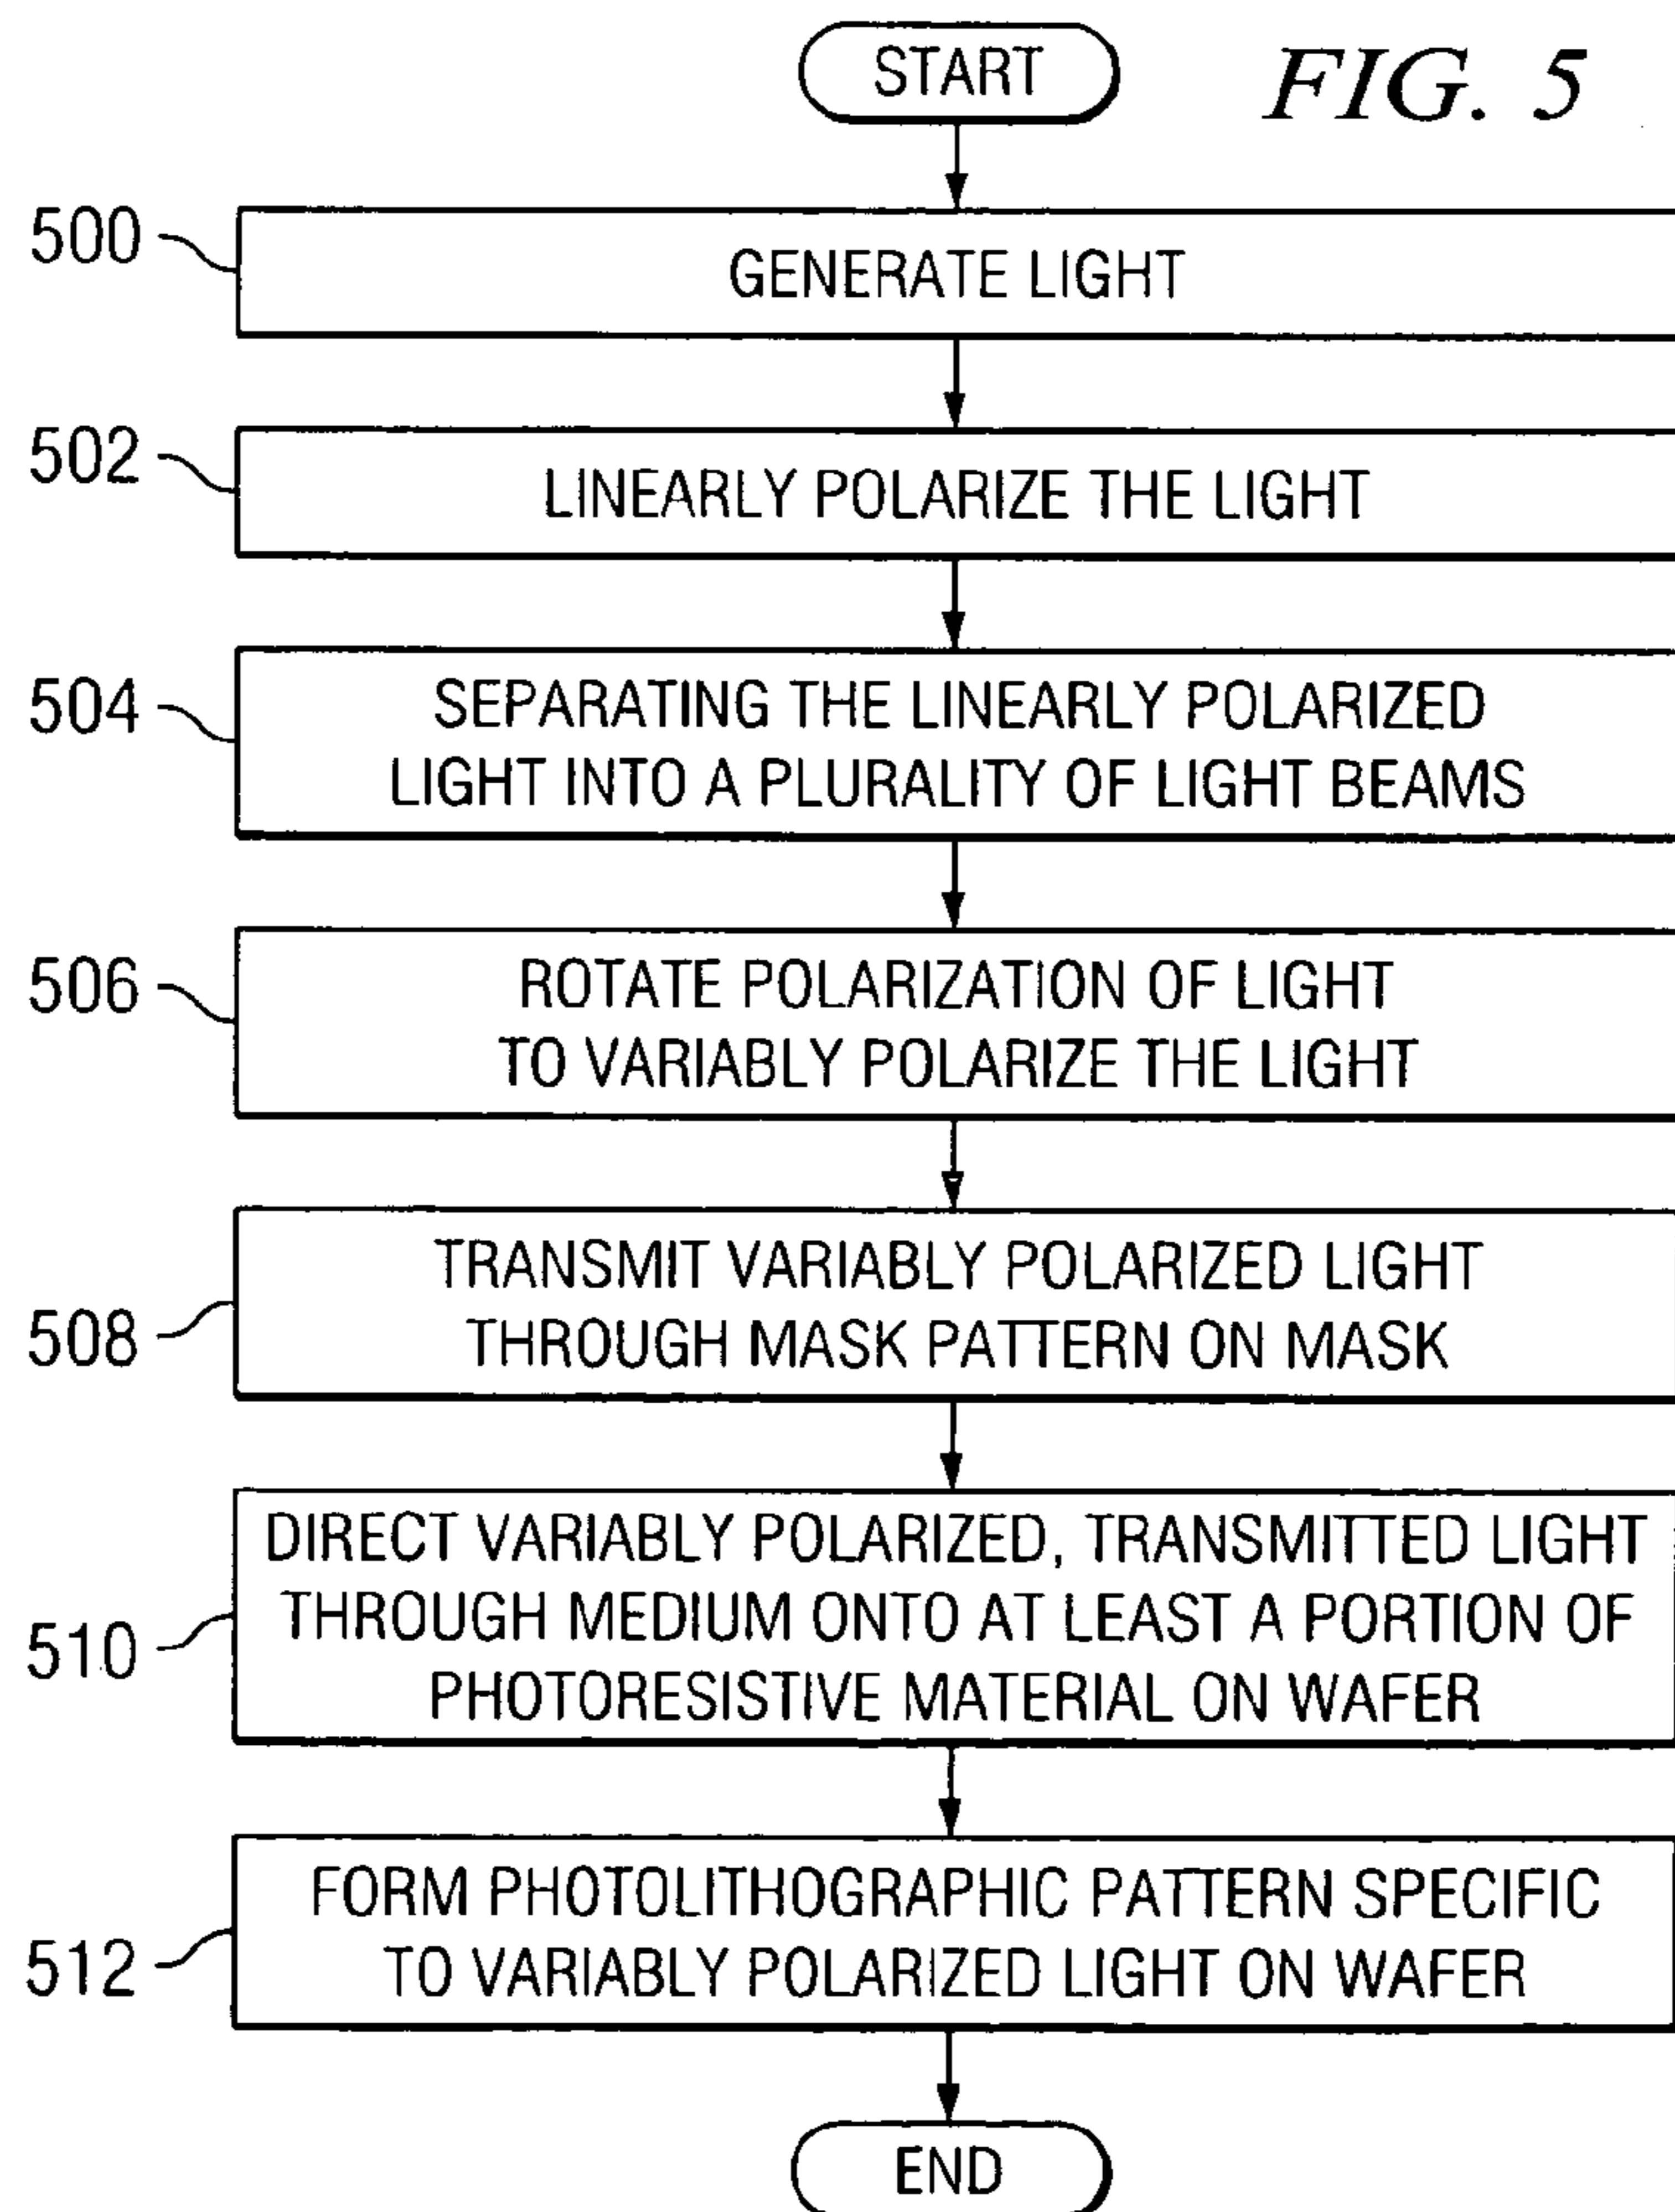 START
FIG. 5
500
GENERATE LIGHT
502
LINEARLY POLARIZE THE LIGHT
504
SEPARATING THE LINEARLY POLARIZED
LIGHT INTO A PLURALITY OF LIGHT BEAMS
506
ROTATE POLARIZATION OF LIGHT
TO VARIABLY POLARIZE THE LIGHT
508
TRANSMIT VARIABLY POLARIZED LIGHT
THROUGH MASK PATTERN ON MASK
510
DIRECT VARIABLY POLARIZED, TRANSMITTED LIGHT
THROUGH MEDIUM ONTO AT LEAST A PORTION OF
PHOTORESISTIVE MATERIAL ON WAFER
512
FORM PHOTOLITHOGRAPHIC PATTERN SPECIFIC
TO VARIABLY POLARIZED LIGHT ON WAFER
END